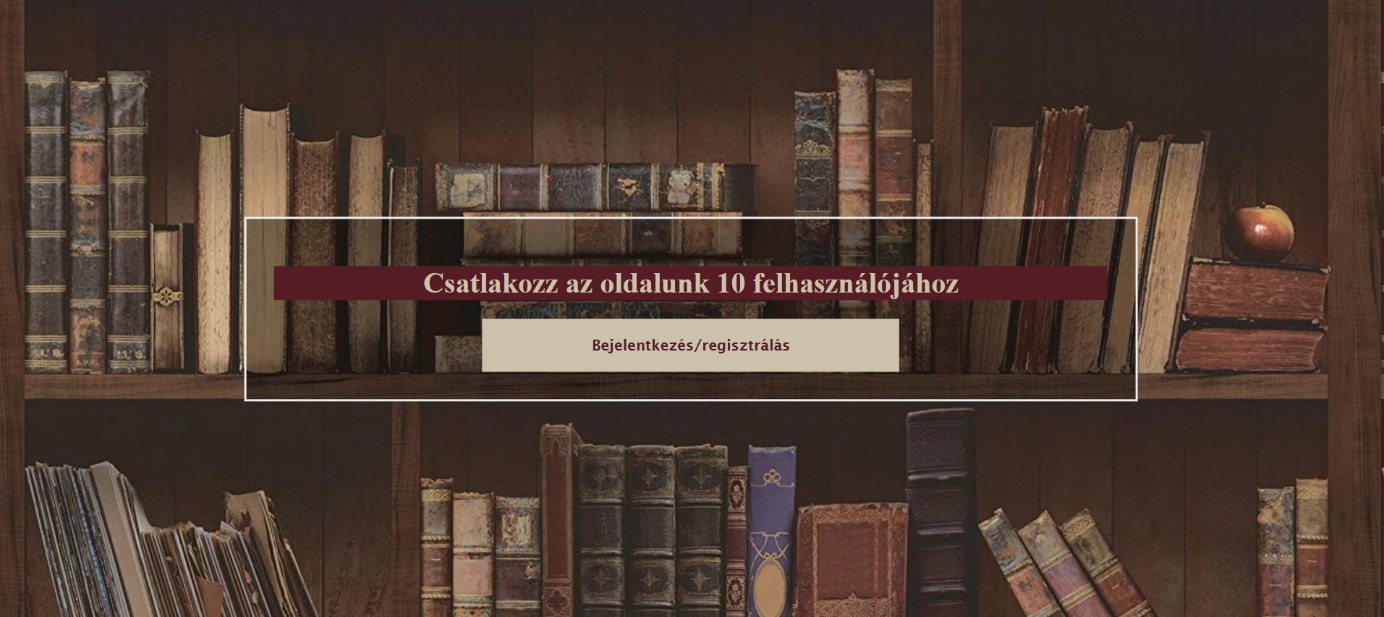 Csatlakozz az oldalunk 10 felhasználójához
Bejelentkezés/regisztrálás